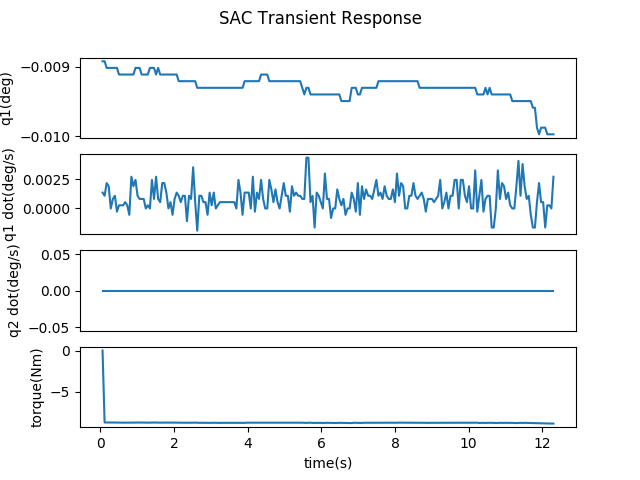 SAC Transient Response
−0.009
−0.010
q1(deg)
0.0025
0.0000
q1 dot(deg/s)
0.05
0.00
−0.05
q2 dot(deg/s)
0
−5
torque(Nm)
0 2 4 6 8 10 12
time(s)